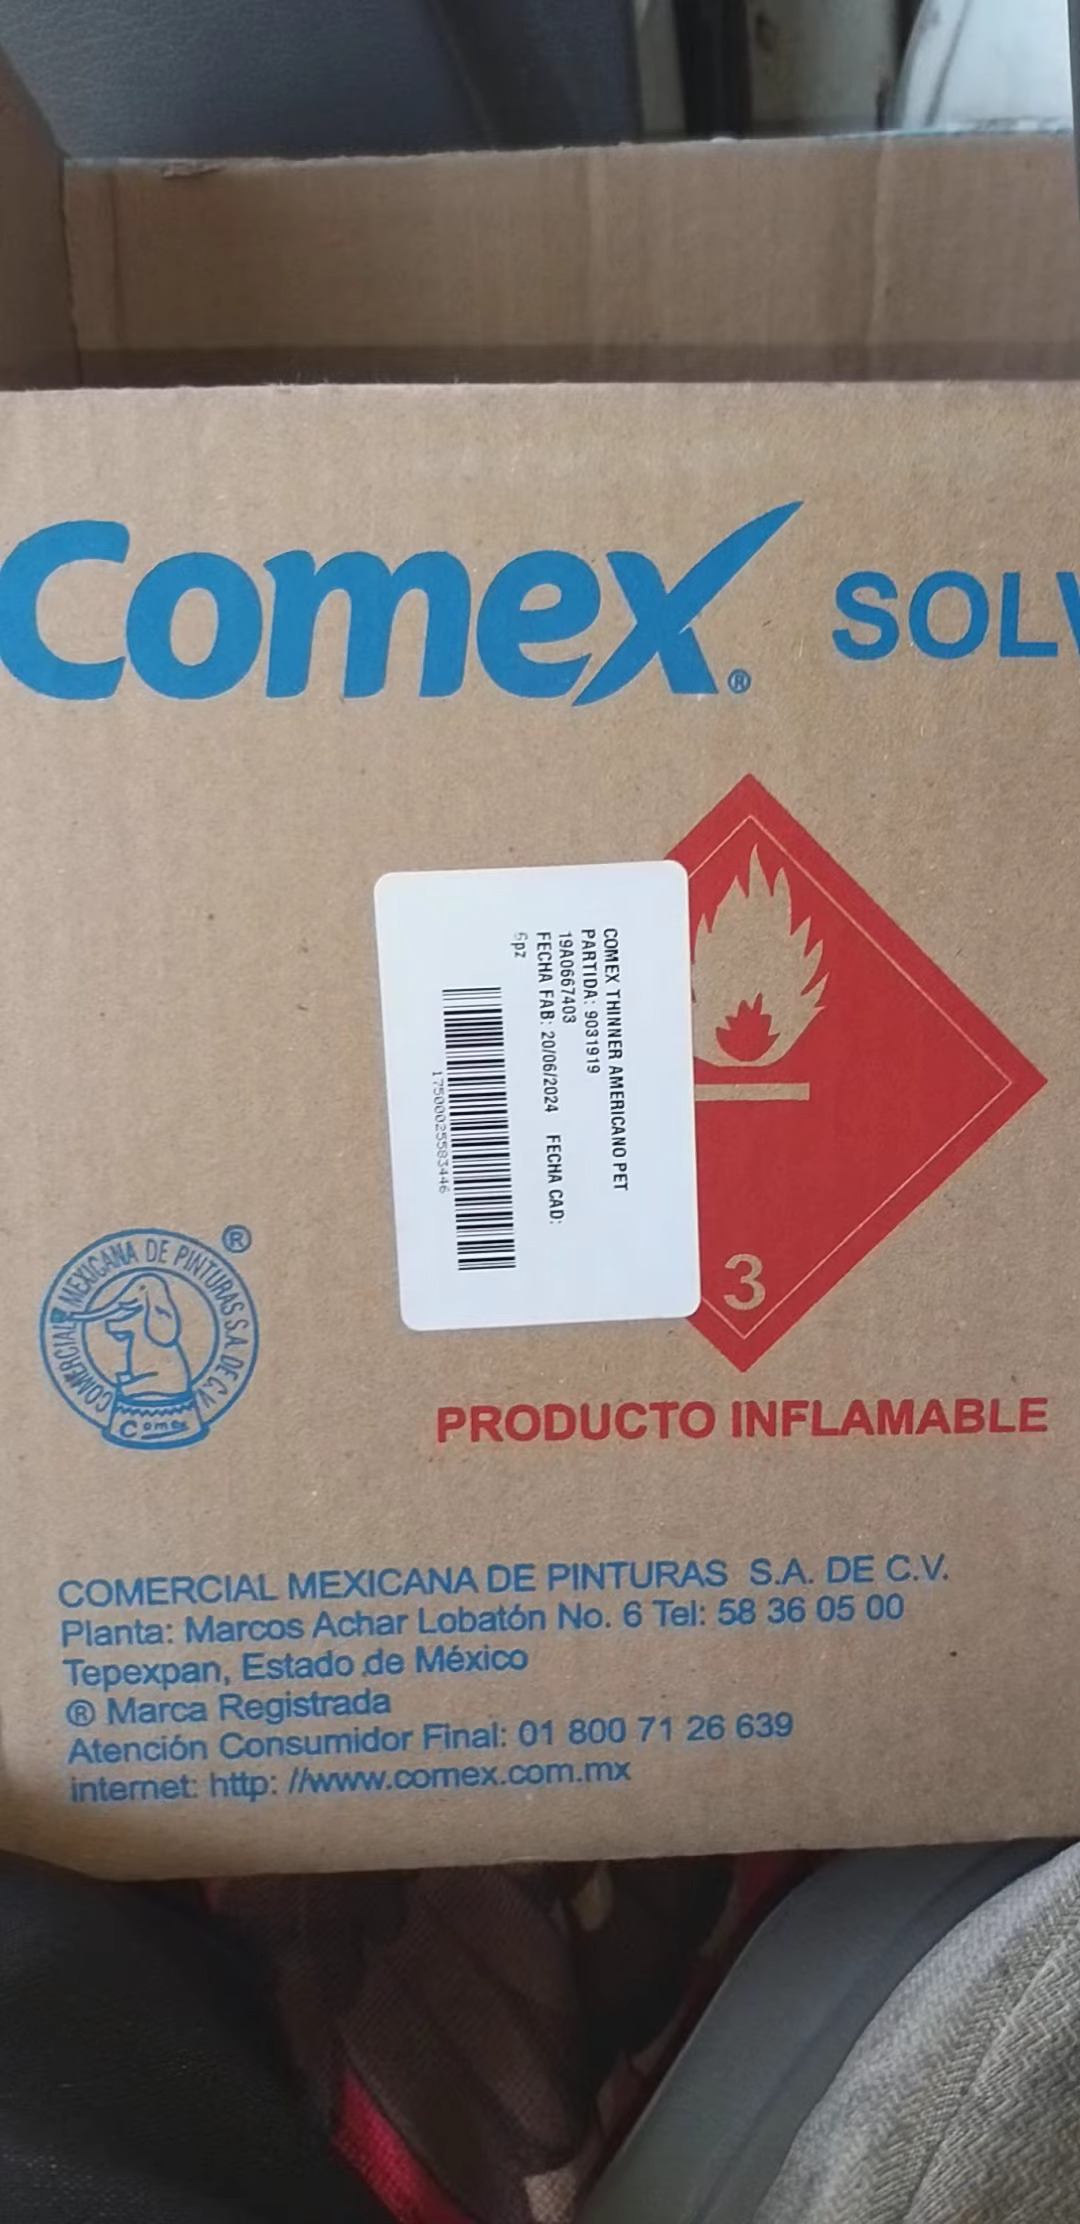 Comex® SOLV
COMEX THINNER AMERICANO PET
PARTIDA: 9031919
19A0667403
FECHA FAB: 20/06/2024 FECHA CAD:
6pz
17500025583446
3
PRODUCTO INFLAMABLE
COMERCIAL MEXICANA DE PINTURAS S.A. DE C.V. ®
Comex
COMERCIAL MEXICANA DE PINTURAS S.A. DE C.V.
Planta: Marcos Achar Lobatón No. 6 Tel: 58 36 05 00
Tepexpan, Estado de México
® Marca Registrada
Atención Consumidor Final: 01 800 71 26 639
internet: http: //www.comex.com.mx